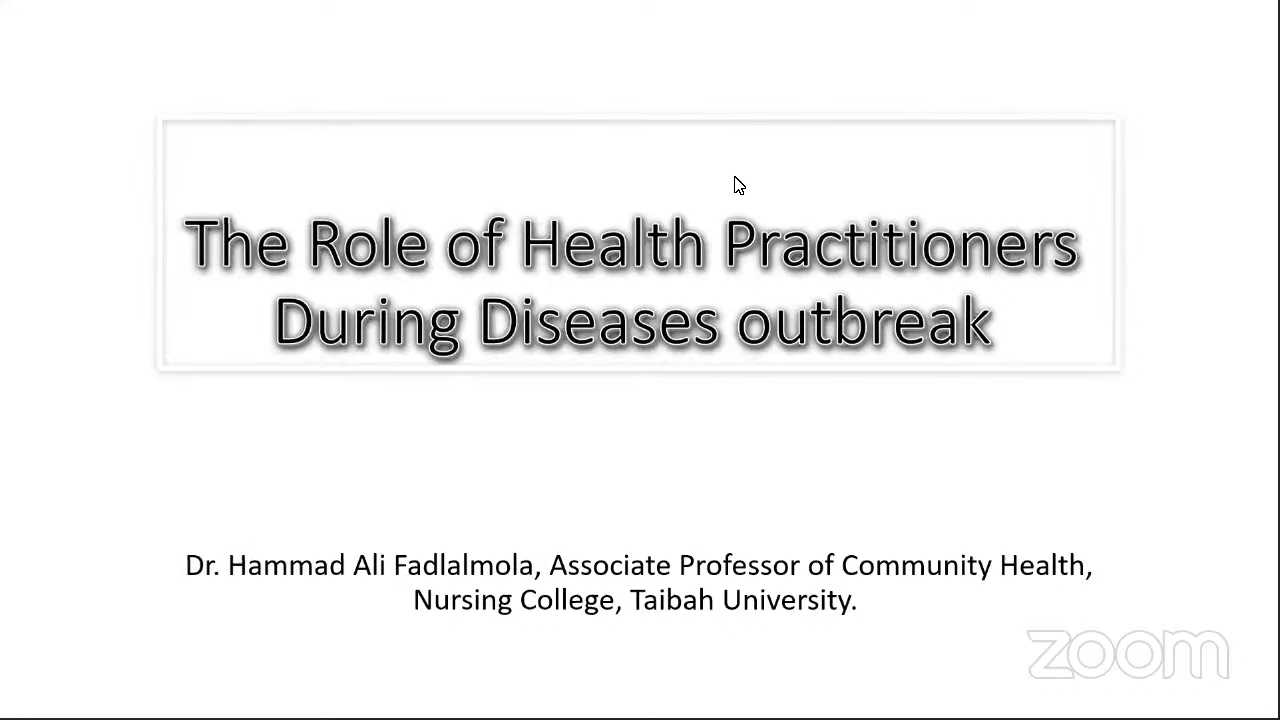 The Role of Health Practitioners
During Diseases outbreak
Dr. Hammad Ali Fadlalmola, Associate Professor of Community Health,
Nursing College, Taibah University.
zoom